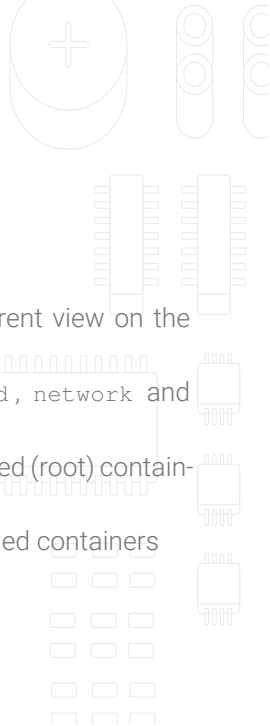 rent view on the
d, network and
ed (root) contain-
ed containers